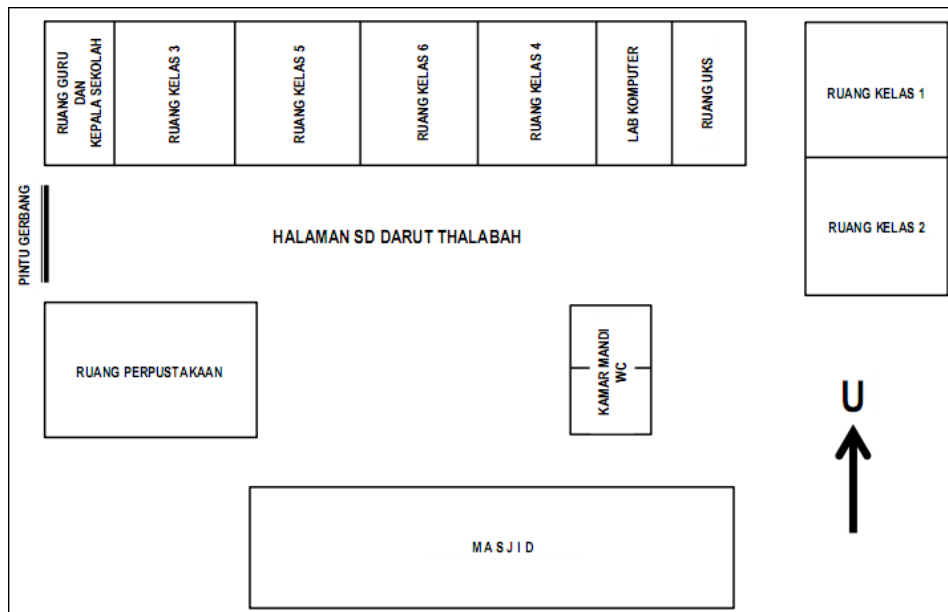 RUANG GURU
DAN
KEPALA SEKOLAH
RUANG KELAS 3
RUANG KELAS 5
RUANG KELAS 6
RUANG KELAS 4
LAB KOMPUTER
RUANG UKS
RUANG KELAS 1
RUANG KELAS 2
PINTU GERBANG
HALAMAN SD DARUT THALABAH
RUANG PERPUSTAKAAN
KAMAR MANDI
WC
U
MASJID